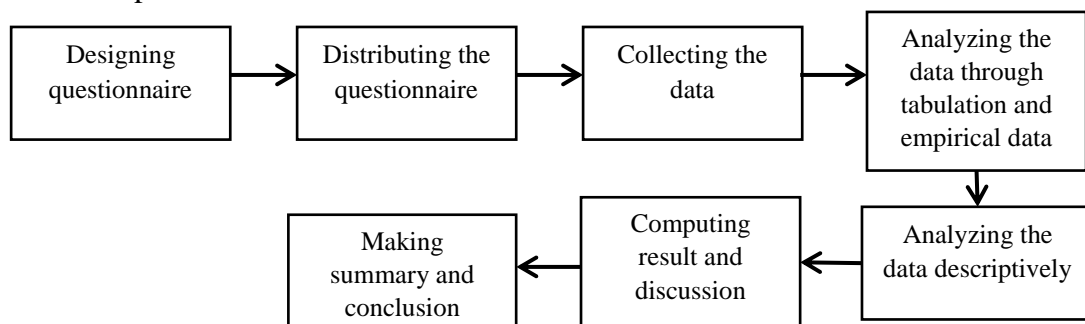 Designing
questionnaire
Distributing the
questionnaire
Collecting the
data
Analyzing the
data through
tabulation and
empirical data
Analyzing the
data descriptively
Computing
result and
discussion
Making
summary and
conclusion